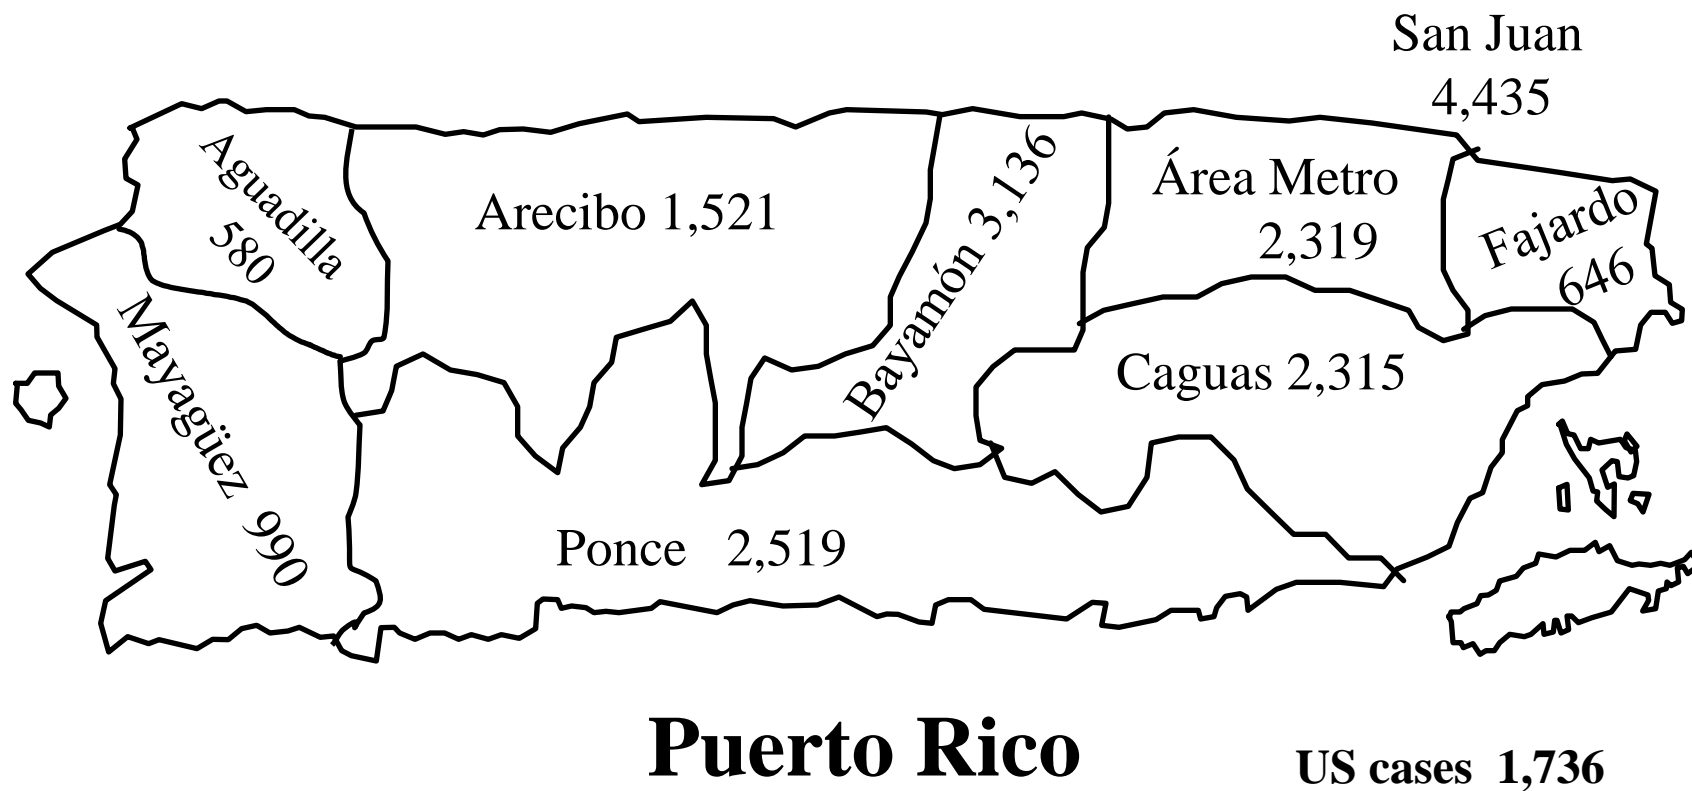 San Juan
4,435
Aguadilla
580
Arecibo 1,521
Bayamón 3,136
Área Metro
2,319
Fajardo
646
Mayagüez 990
Caguas 2,315
Ponce 2,519
Puerto Rico
US cases 1,736